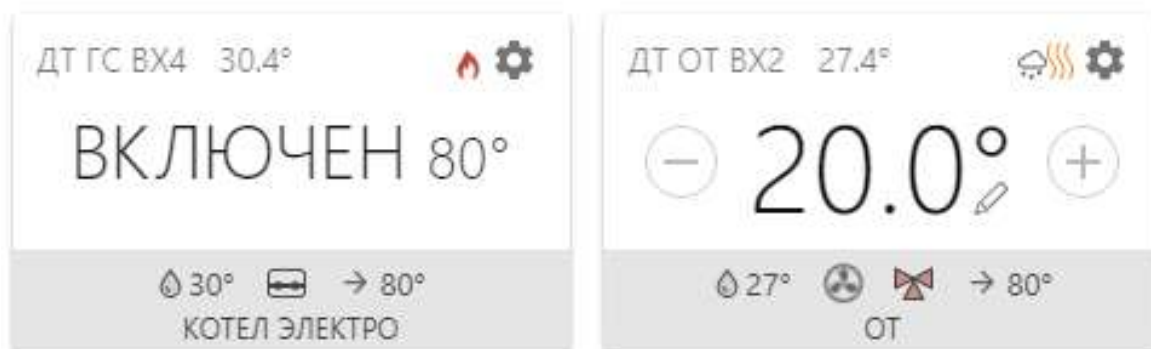 ДТ ГС ВХ4 30.4°
ВКЛЮЧЕН 80°
30° → 80°
КОТЕЛ ЭЛЕКТРО
ДТ ОТ ВХ2 27.4°
− 20.0° +
27° → 80°
ОТ